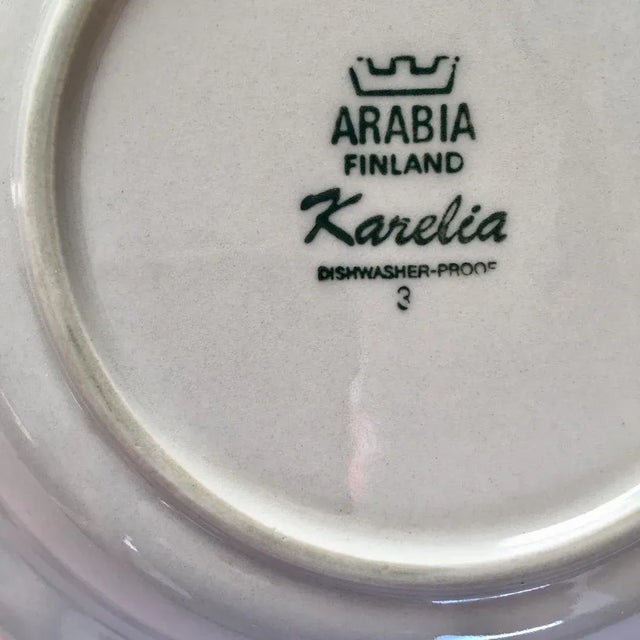 ARABIA
FINLAND
Karelia
DISHWASHER-PROOF
3